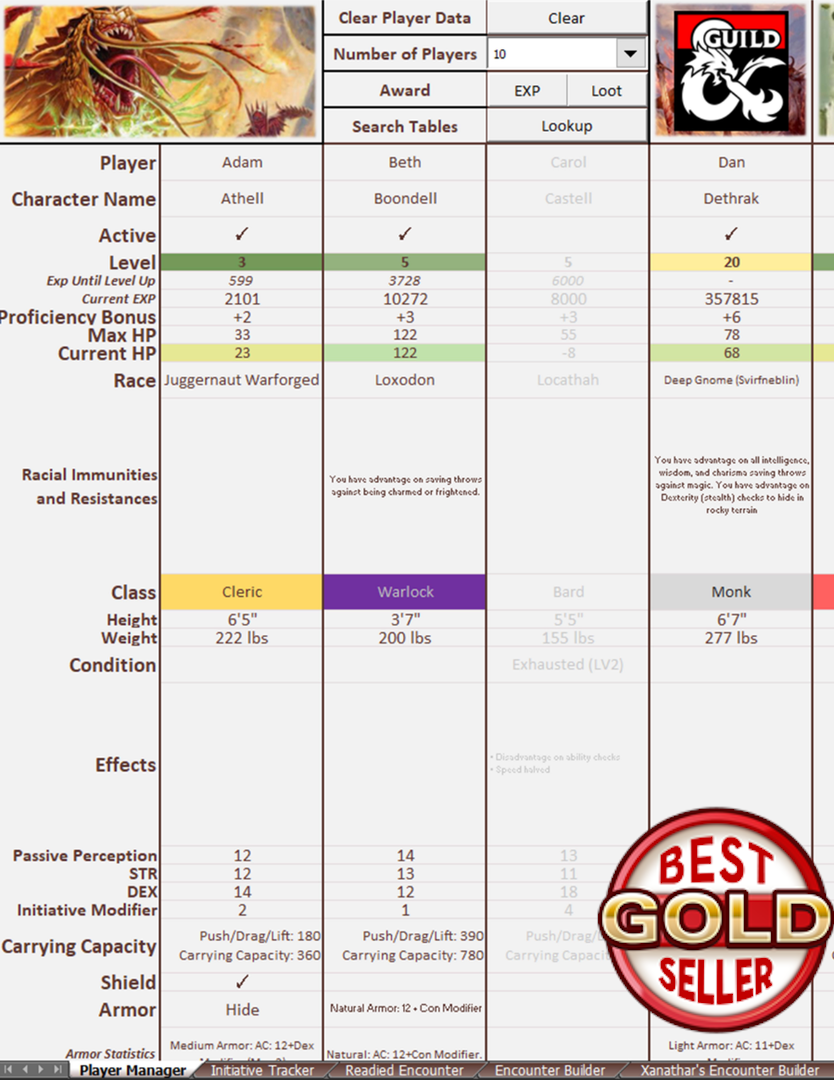 Clear Player Data Clear
Number of Players 10
GUILD
Award EXP Loot
Search Tables Lookup
Player Adam Beth Carol Dan
Character Name Athell Boondell Castell Dethrak
Active ✓ ✓ ✓
Level 3 5 5 20
Exp Until Level Up 599 3728 6000 -
Current EXP 2101 10272 8000 357815
Proficiency Bonus +2 +3 +3 +6
Max HP 33 122 55 78
Current HP 23 122 -8 68
Race Juggernaut Warforged Loxodon Locathah Deep Gnome (Svirfneblin)
Racial Immunities
and Resistances
You have advantage on saving throws
against being charmed or frightened.
You have advantage on all intelligence,
wisdom, and charisma saving throws
against magic. You have advantage on
Dexterity (stealth) checks to hide in
rocky terrain
Class Cleric Warlock Bard Monk
Height 6'5" 3'7" 5'5" 6'7"
Weight 222 lbs 200 lbs 155 lbs 277 lbs
Condition Exhausted (LV2)
Effects
• Disadvantage on ability checks
• Speed halved
Passive Perception 12 14 13
STR 12 13 11
DEX 14 12 18
Initiative Modifier 2 1 4
Carrying Capacity
Push/Drag/Lift: 180 Push/Drag/Lift: 390 Push/Drag/
Carrying Capacity: 360 Carrying Capacity: 780 Carrying Capacit
BEST
GOLD
SELLER
Shield ✓
Armor Hide Natural Armor: 12 + Con Modifier
Armor Statistics
Medium Armor: AC: 12+Dex
Natural: AC: 12+Con Modifier.
Light Armor: AC: 11+Dex
Player Manager Initiative Tracker Readied Encounter Encounter Builder Xanathar's Encounter Builder